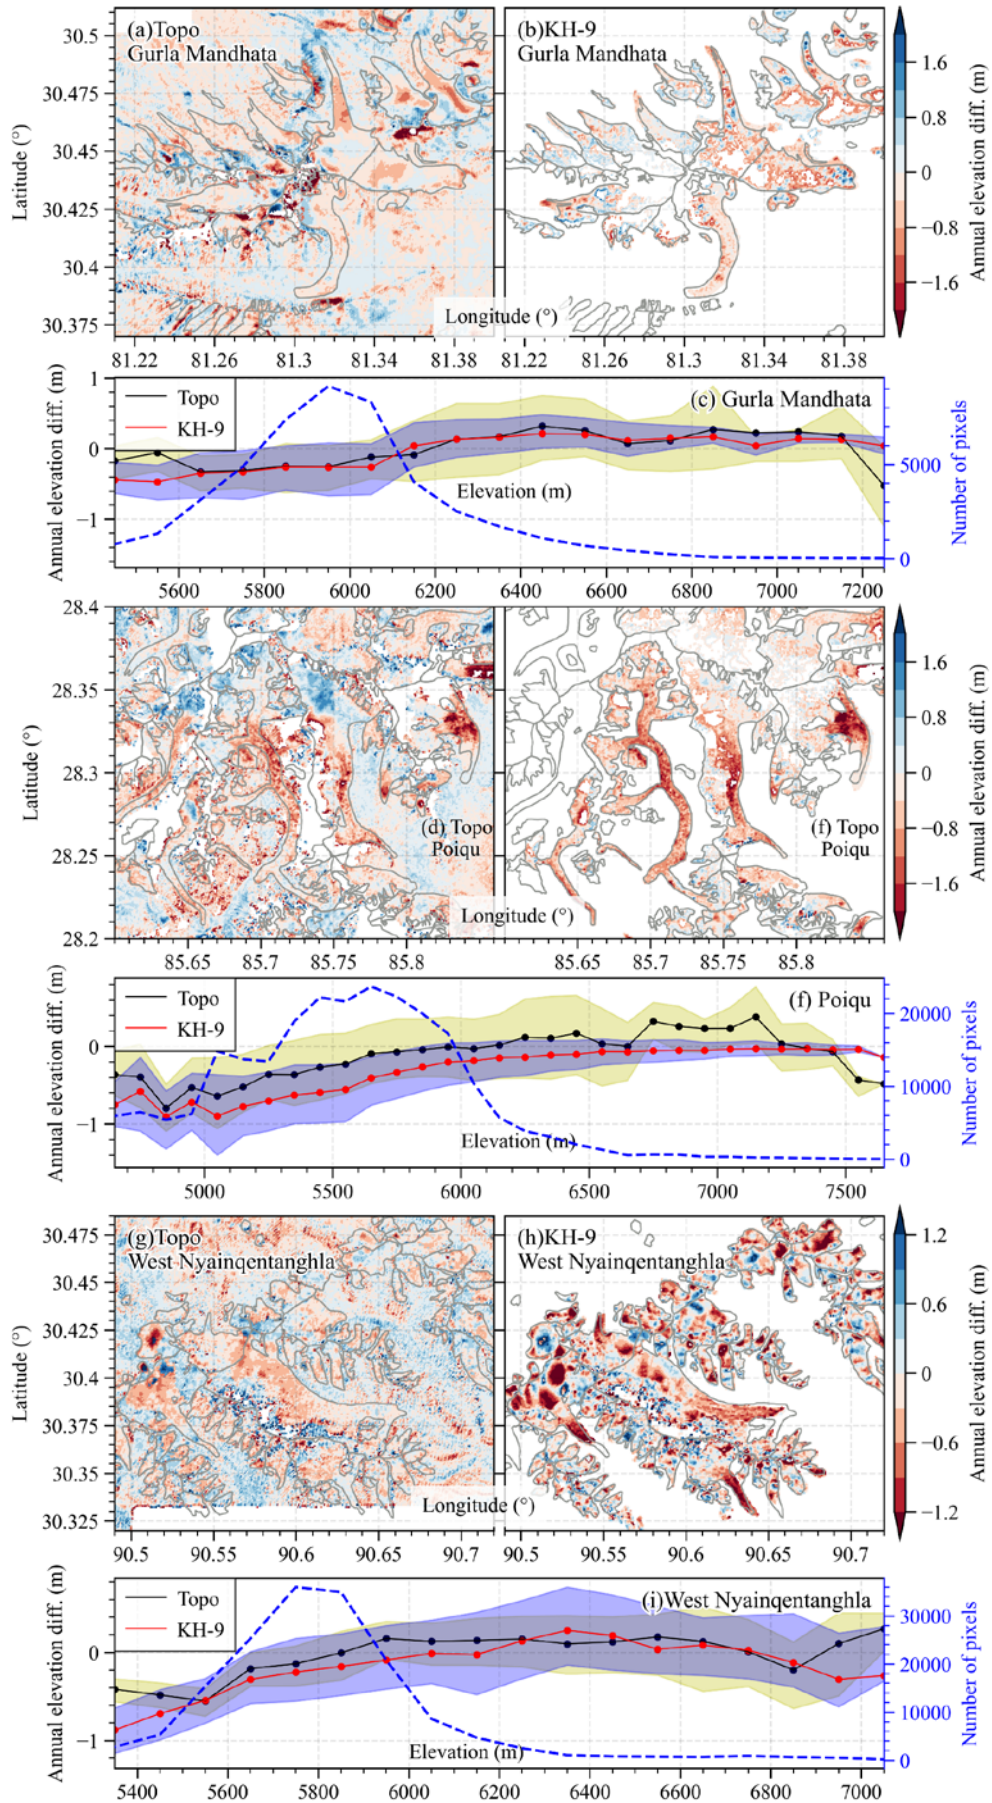 (a)Topo
Gurla Mandhata
(b)KH-9
Gurla Mandhata
30.5
30.475
30.45
30.425
30.4
30.375
Latitude (°)
Longitude (°)
81.22 81.26 81.3 81.34 81.38
81.22 81.26 81.3 81.34 81.38
1.6
0.8
0
−0.8
−1.6
Annual elevation diff. (m)
(c) Gurla Mandhata
Topo
KH-9
1
0
−1
Annual elevation diff. (m)
Elevation (m)
5000
0
Number of pixels
5600 5800 6000 6200 6400 6600 6800 7000 7200
28.4
28.35
28.3
28.25
28.2
Latitude (°)
(d) Topo
Poiqu
(f) Topo
Poiqu
Longitude (°)
85.65 85.7 85.75 85.8
85.65 85.7 85.75 85.8
1.6
0.8
0
−0.8
−1.6
Annual elevation diff. (m)
(f) Poiqu
Topo
KH-9
0
−1
Annual elevation diff. (m)
Elevation (m)
20000
10000
0
Number of pixels
5000 5500 6000 6500 7000 7500
(g)Topo
West Nyainqentanghla
(h)KH-9
West Nyainqentanghla
30.475
30.45
30.425
30.4
30.375
30.35
30.325
Latitude (°)
Longitude (°)
90.5 90.55 90.6 90.65 90.7
90.5 90.55 90.6 90.65 90.7
1.2
0.6
0
−0.6
−1.2
Annual elevation diff. (m)
(i)West Nyainqentanghla
Topo
KH-9
0
−1
Annual elevation diff. (m)
Elevation (m)
30000
20000
10000
0
Number of pixels
5400 5600 5800 6000 6200 6400 6600 6800 7000